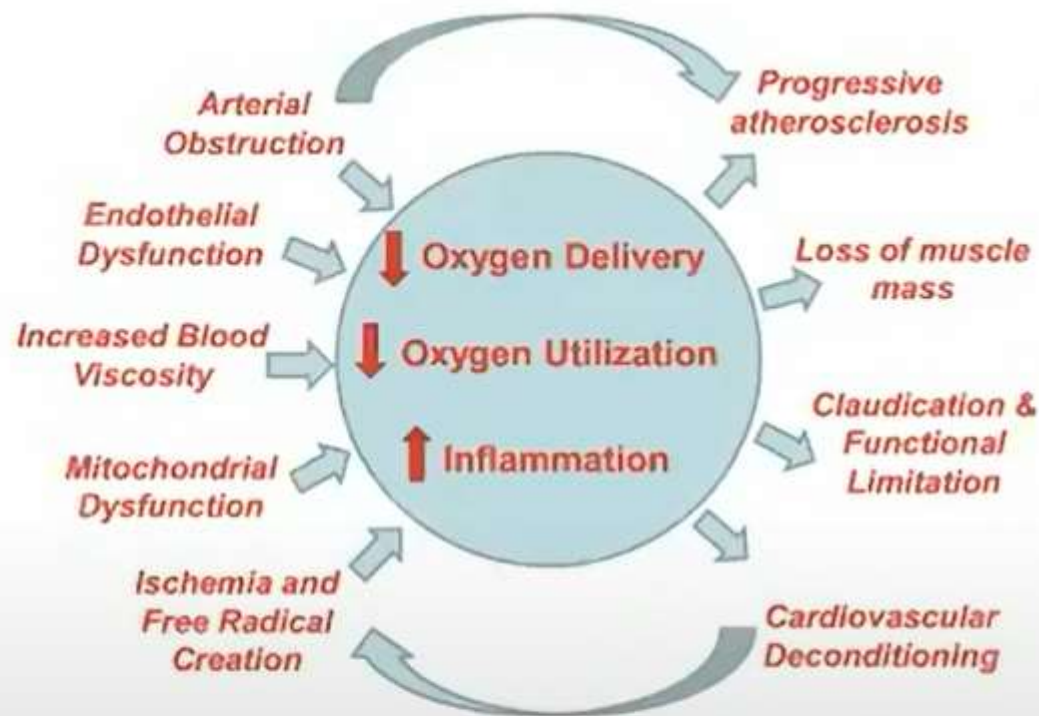 Arterial
Obstruction
Endothelial
Dysfunction
Increased Blood
Viscosity
Mitochondrial
Dysfunction
Ischemia and
Free Radical
Creation
Oxygen Delivery
Oxygen Utilization
Inflammation
Progressive
atherosclerosis
Loss of muscle
mass
Claudication &
Functional
Limitation
Cardiovascular
Deconditioning